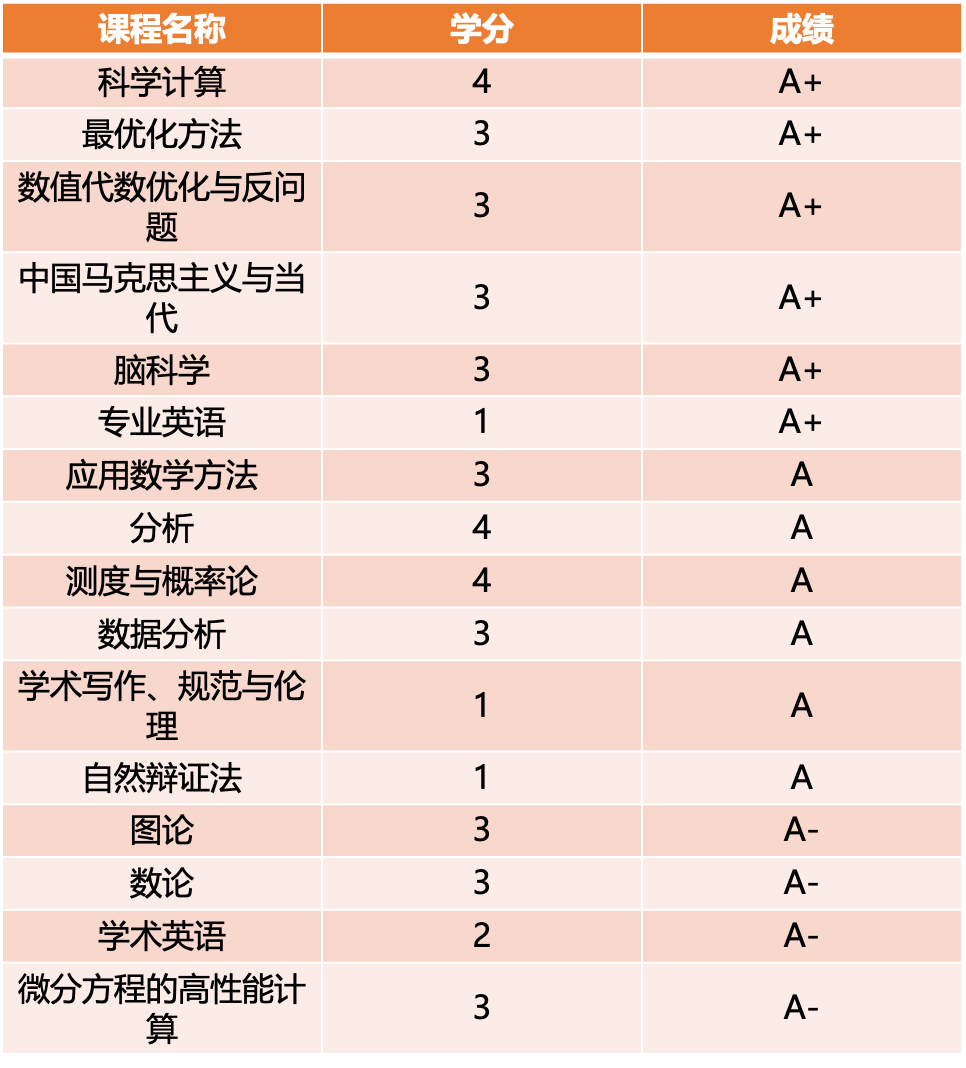 课程名称 学分 成绩
科学计算 4 A+
最优化方法 3 A+
数值代数优化与反问
题 3 A+
中国马克思主义与当
代 3 A+
脑科学 3 A+
专业英语 1 A+
应用数学方法 3 A
分析 4 A
测度与概率论 4 A
数据分析 3 A
学术写作、规范与伦
理 1 A
自然辩证法 1 A
图论 3 A-
数论 3 A-
学术英语 2 A-
微分方程的高性能计
算 3 A-